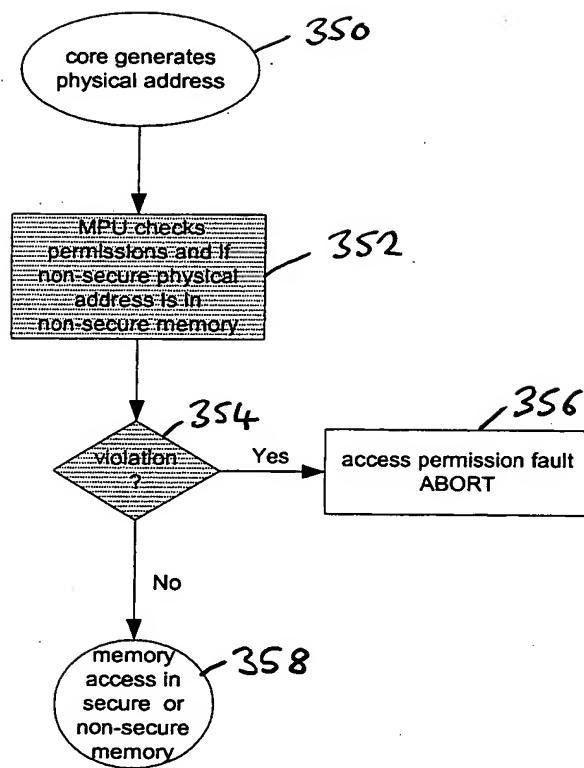 350
core generates
physical address
MPU checks
permissions and if
non-secure physical
address is in
non-secure memory
352
354
violation
?
Yes
356
access permission fault
ABORT
No
358
memory
access in
secure or
non-secure
memory